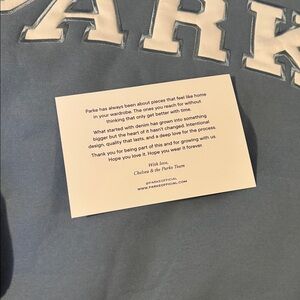 PARK
Parke has always been about pieces that feel like home
in your wardrobe. The ones you reach for without
thinking that only get better with time.
What started with denim has grown into something
bigger but the heart of it hasn't changed. Intentional
design, quality that lasts, and a deep love for the process.
Thank you for being part of this and for growing with us.
Hope you love it. Hope you wear it forever.
With love,
Chelsea & the Parke Team
@PARKEOFFICIAL
WWW.PARKEOFFICIAL.COM